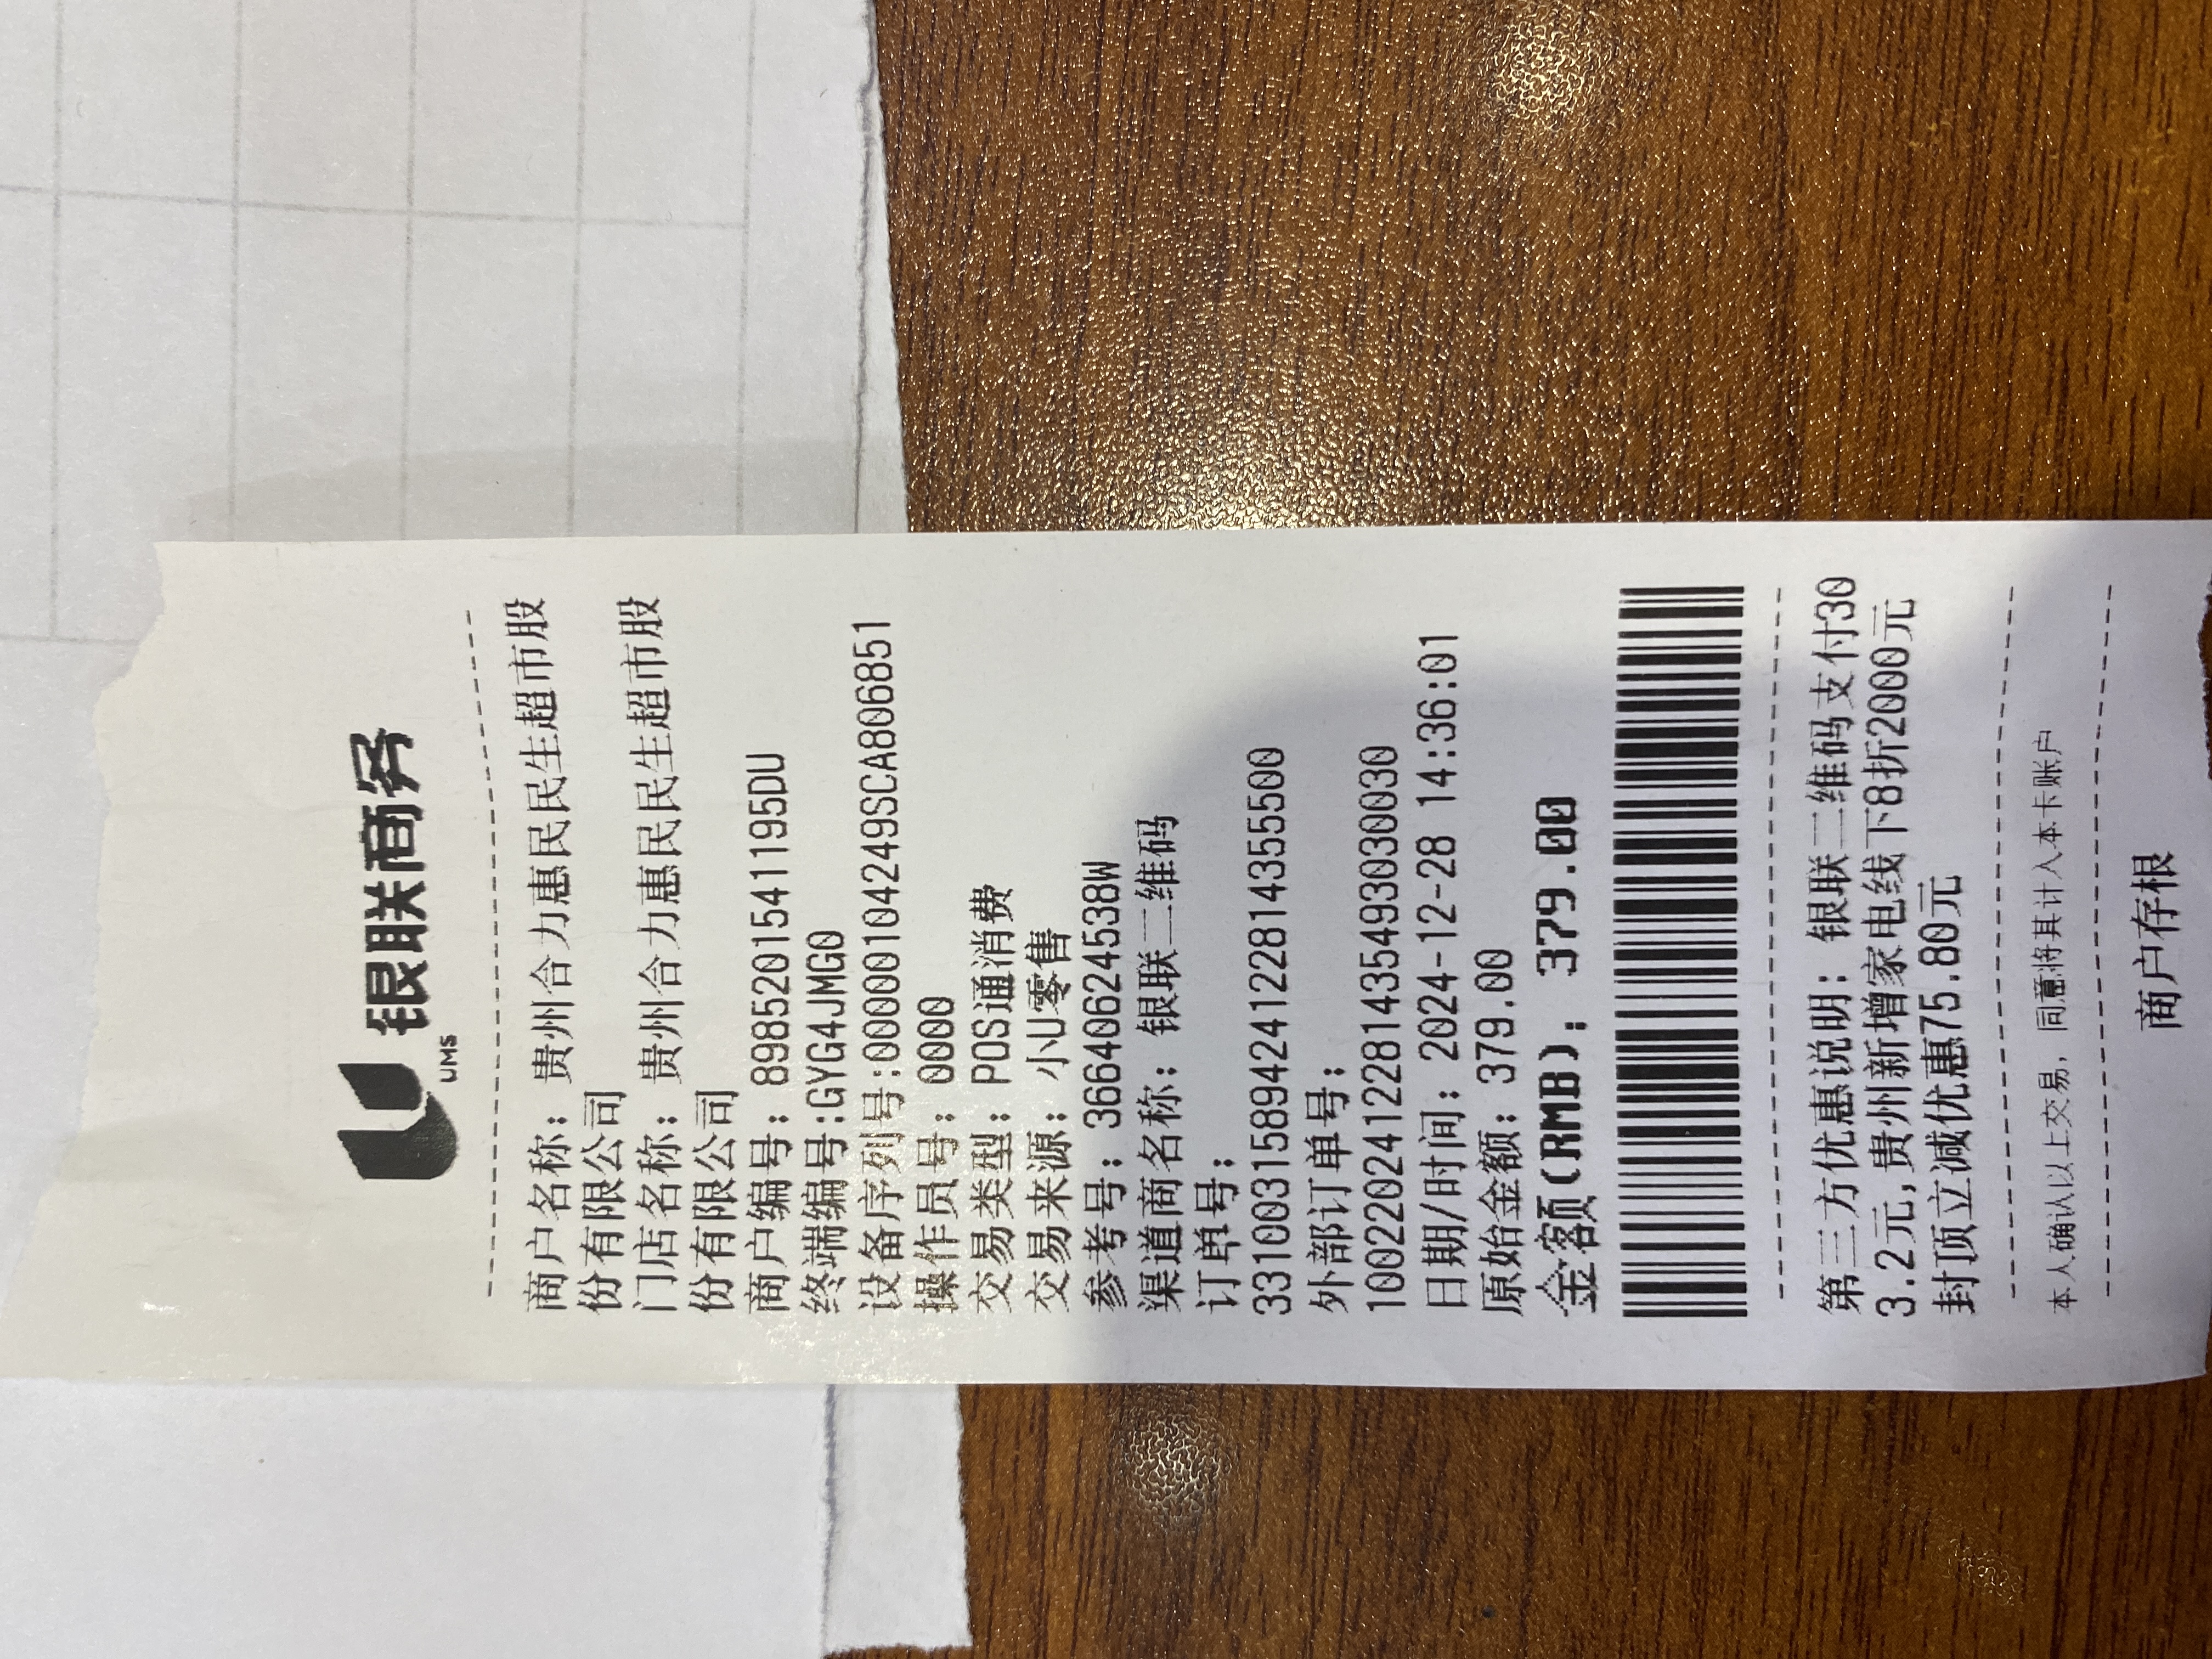 银联商务
UMS
商户名称：贵州合力惠民民生超市股
份有限公司
门店名称：贵州合力惠民民生超市股
份有限公司
商户编号：8985201541195DU
终端编号:GYG4JMG0
设备序列号:0000010424 9SCA806851
操作员号：0000
交易类型：POS通消费
交易来源：小U零售
参考号：36640624538W
渠道商名称：银联二维码
订单号：
33100315894241228143555​00
外部订单号：
1002202412281435493030030
日期/时间：2024-12-28 14:36:01
原始金额：379.00
金额(RMB)：379.00
第三方优惠说明：银联二维码支付30
3.2元,贵州新增家电线下8折2000元
封顶立减优惠75.80元
本人确认以上交易，同意将其计入本卡账户
商户存根